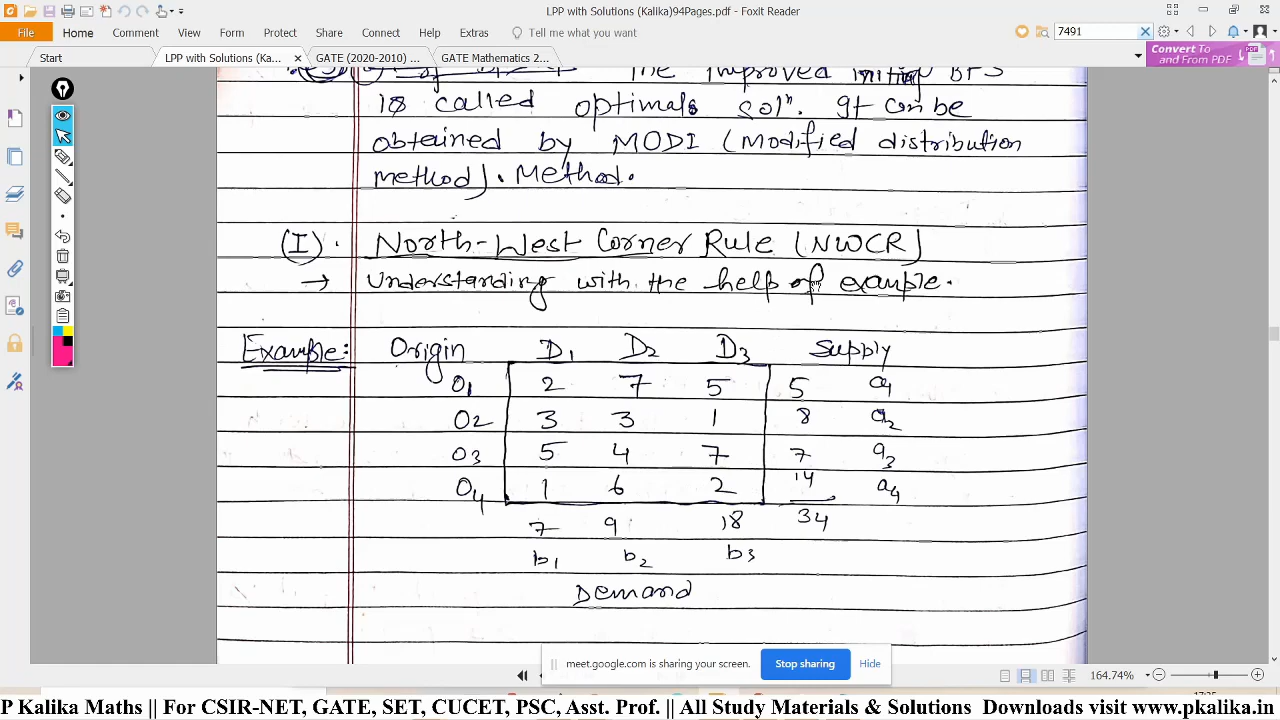 LPP with Solutions (Kalika)94Pages.pdf - Foxit Reader
File Home Comment View Form Protect Share Connect Help Extras Tell me what you want to do... 7491
Start LPP with Solutions (Ka... GATE (2020-2010) ... GATE Mathematics 2...
Convert To
and From PDF
The improved initial BFS
is called optimal solⁿ. It can be
obtained by MODI (modified distribution
method). Method.
(I). North-West Corner Rule (NWCR)
→ Understanding with the help of example.
Example: Origin D1 D2 D3 Supply
O1 2 7 5 5 a1
O2 3 3 1 8 a2
O3 5 4 7 7 a3
O4 1 6 2 14 a4
7 9 18 34
b1 b2 b3
Demand
meet.google.com is sharing your screen. Stop sharing Hide
164.74%
P Kalika Maths || For CSIR-NET, GATE, SET, CUCET, PSC, Asst. Prof. || All Study Materials & Solutions Downloads visit www.pkalika.in